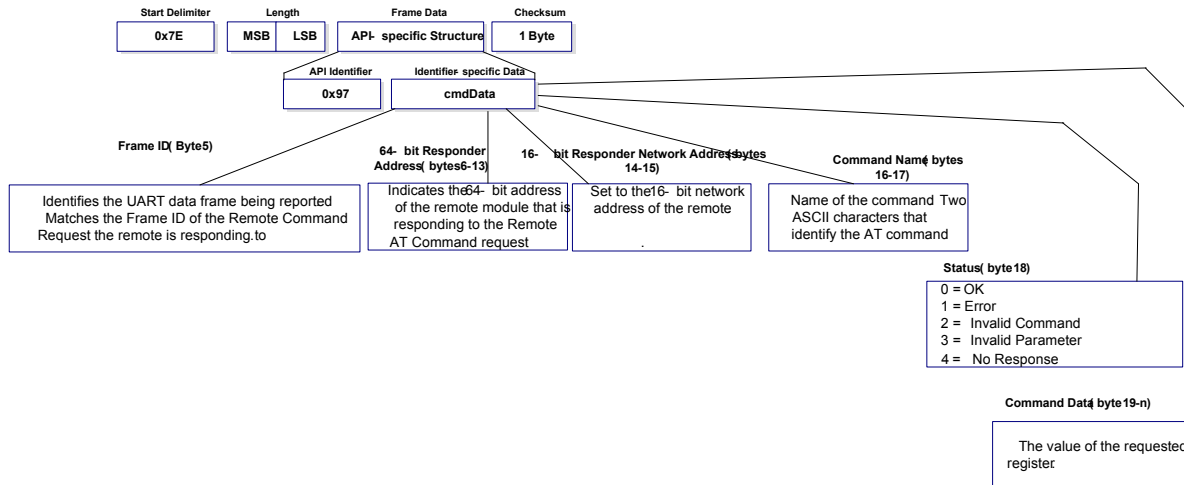 Start Delimiter
Length
Frame Data
Checksum
0x7E
MSB
LSB
API- specific Structure
1 Byte
API Identifier
Identifier- specific Data
0x97
cmdData
Frame ID( Byte5)
64- bit Responder
Address( bytes6-13)
16- bit Responder Network Address( bytes
14-15)
Command Name( bytes
16-17)
Identifies the UART data frame being reported
Matches the Frame ID of the Remote Command
Request the remote is responding.to
Indicates the64- bit address
of the remote module that is
responding to the Remote
AT Command request
Set to the16- bit network
address of the remote
.
Name of the command Two
ASCII characters that
identify the AT command
Status( byte18)
0 = OK
1 = Error
2 = Invalid Command
3 = Invalid Parameter
4 = No Response
Command Data( byte19-n)
The value of the requested
register.